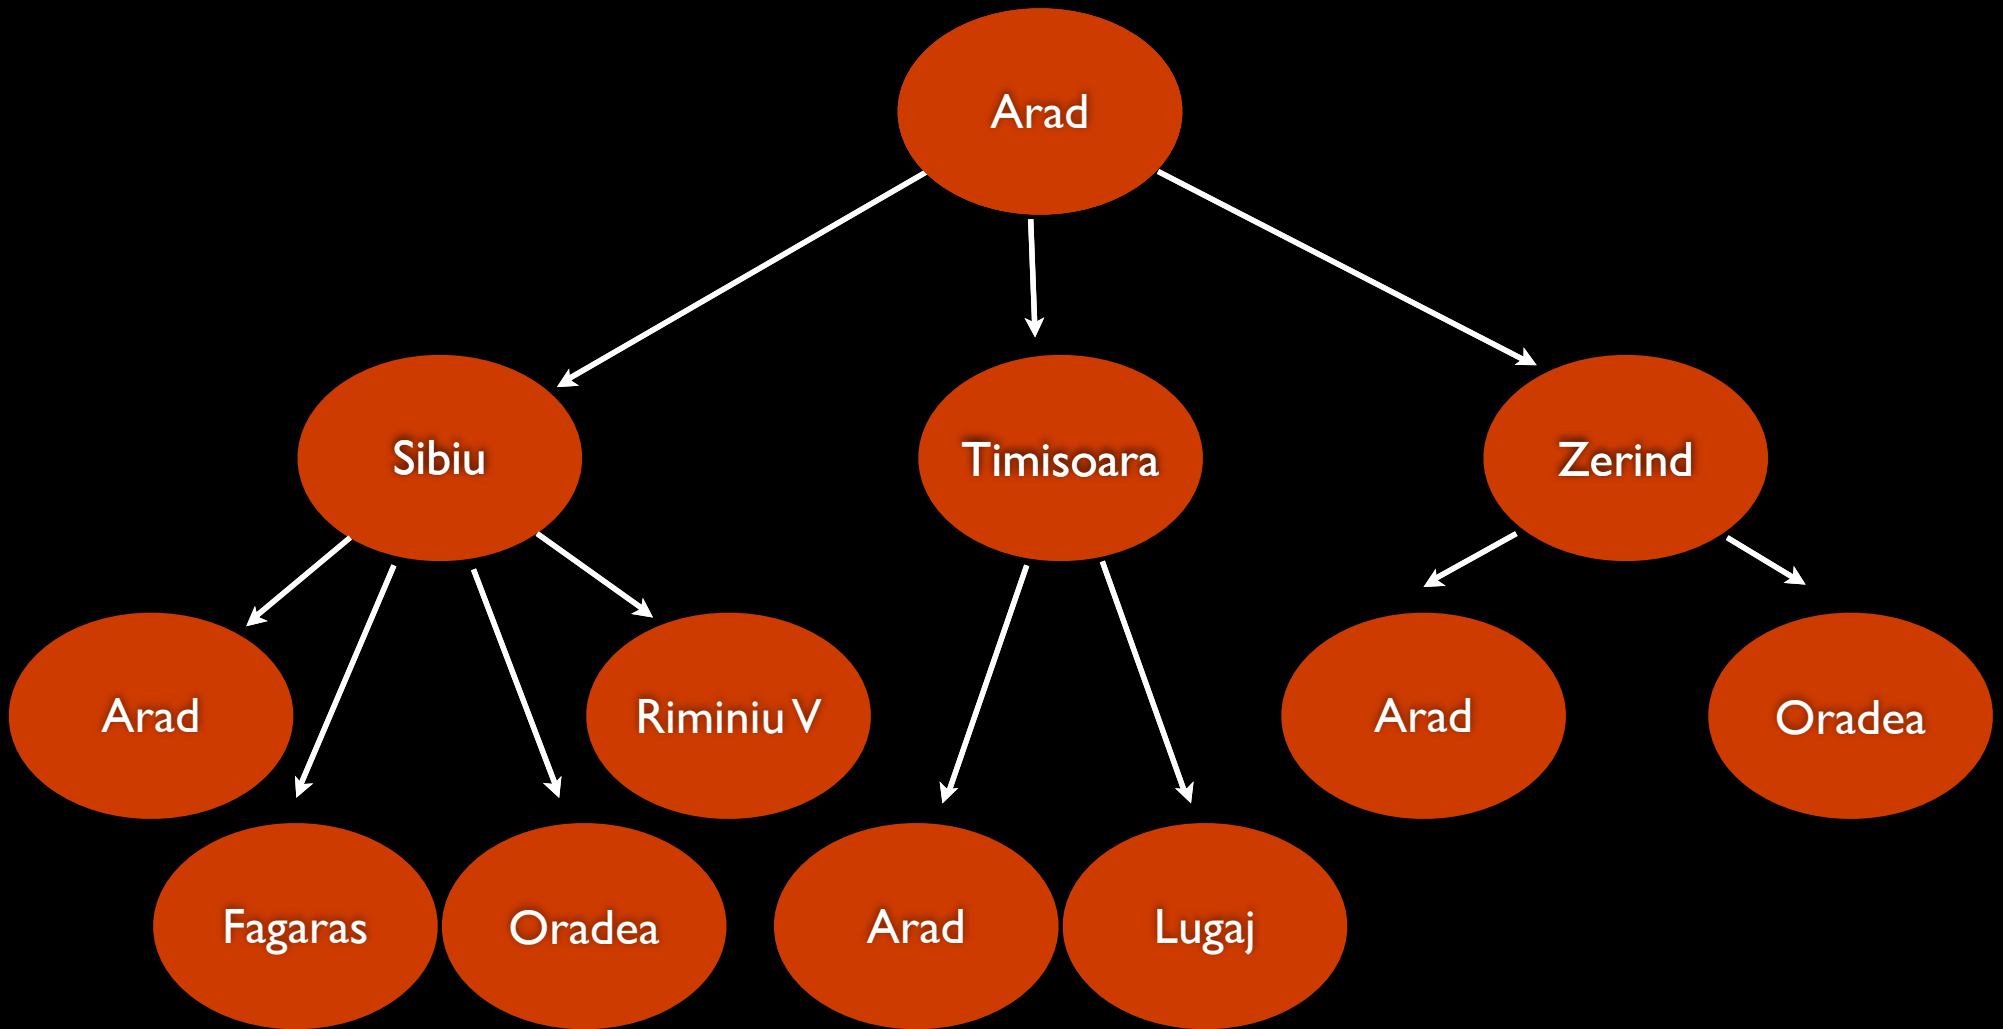 Arad
Sibiu
Timisoara
Zerind
Arad
Riminiu V
Arad
Oradea
Fagaras
Oradea
Arad
Lugaj